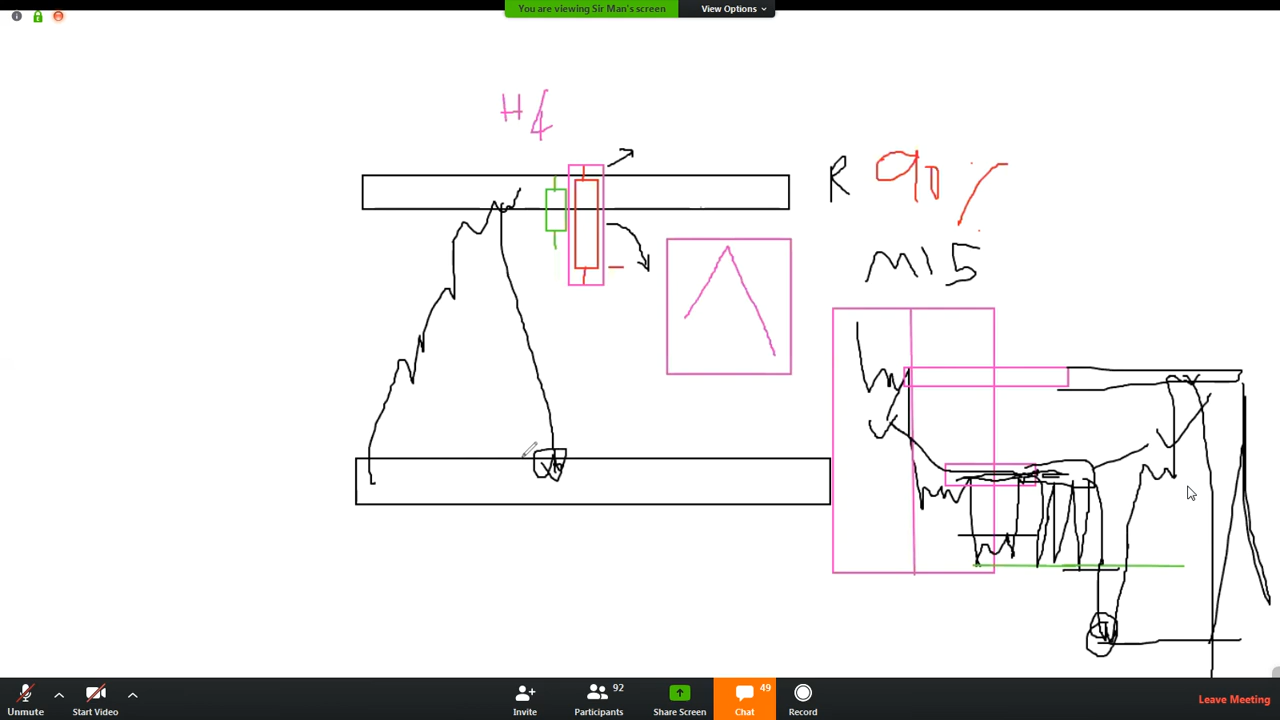 You are viewing Sir Man's screen
View Options
H4
R 90%
M15
Unmute
Start Video
Invite
92
Participants
Share Screen
49
Chat
Record
Leave Meeting